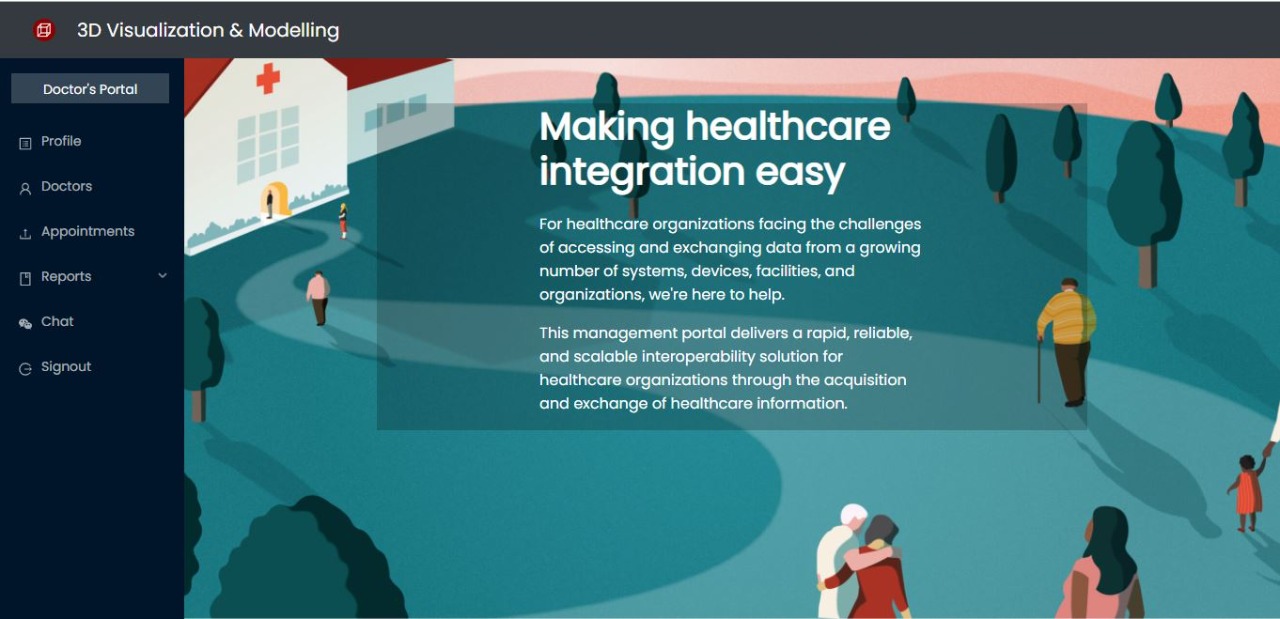 3D Visualization & Modelling
Doctor's Portal
Profile
Doctors
Appointments
Reports
Chat
Signout
Making healthcare
integration easy
For healthcare organizations facing the challenges
of accessing and exchanging data from a growing
number of systems, devices, facilities, and
organizations, we're here to help.
This management portal delivers a rapid, reliable,
and scalable interoperability solution for
healthcare organizations through the acquisition
and exchange of healthcare information.